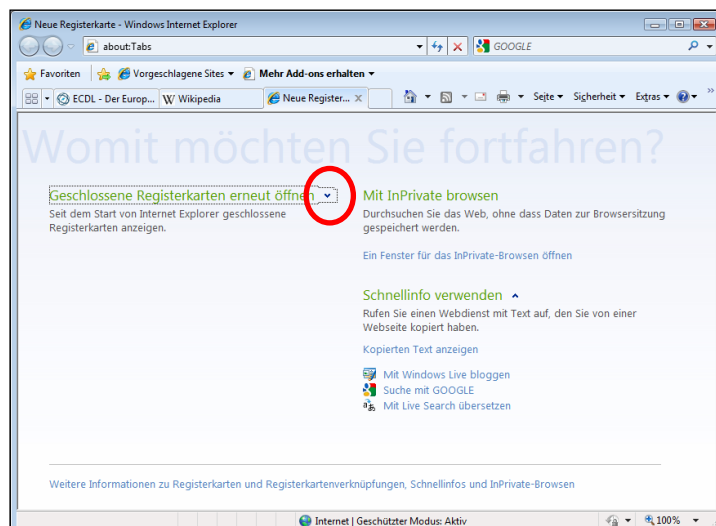 Neue Registerkarte - Windows Internet Explorer
about:Tabs
GOOGLE
Favoriten
Vorgeschlagene Sites
Mehr Add-ons erhalten
ECDL - Der Europ...
W Wikipedia
Neue Register... X
Seite
Sicherheit
Extras
»
Womit möchten Sie fortfahren?
Geschlossene Registerkarten erneut öffnen
Seit dem Start von Internet Explorer geschlossene
Registerkarten anzeigen.
Mit InPrivate browsen
Durchsuchen Sie das Web, ohne dass Daten zur Browsersitzung
gespeichert werden.
Ein Fenster für das InPrivate-Browsen öffnen
Schnellinfo verwenden
Rufen Sie einen Webdienst mit Text auf, den Sie von einer
Webseite kopiert haben.
Kopierten Text anzeigen
Mit Windows Live bloggen
Suche mit GOOGLE
Mit Live Search übersetzen
Weitere Informationen zu Registerkarten und Registerkartenverknüpfungen, Schnellinfos und InPrivate-Browsen
Internet | Geschützter Modus: Aktiv
100%